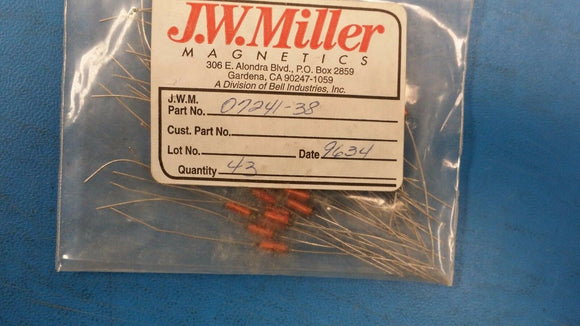 J.W. Miller
MAGNETICS
306 E. Alondra Blvd., P.O. Box 2859
Gardena, CA 90247-1059
A Division of Bell Industries, Inc.
J.W.M.
Part No. 07241-38
Cust. Part No.
Lot No. Date 9634
Quantity 43